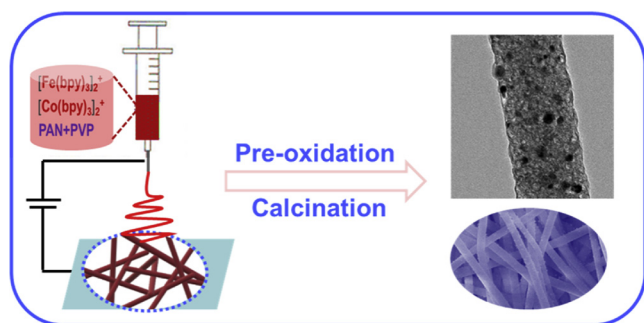 [Fe(bpy)₃]₂⁺
[Co(bpy)₃]₂⁺
PAN+PVP
Pre-oxidation
Calcination